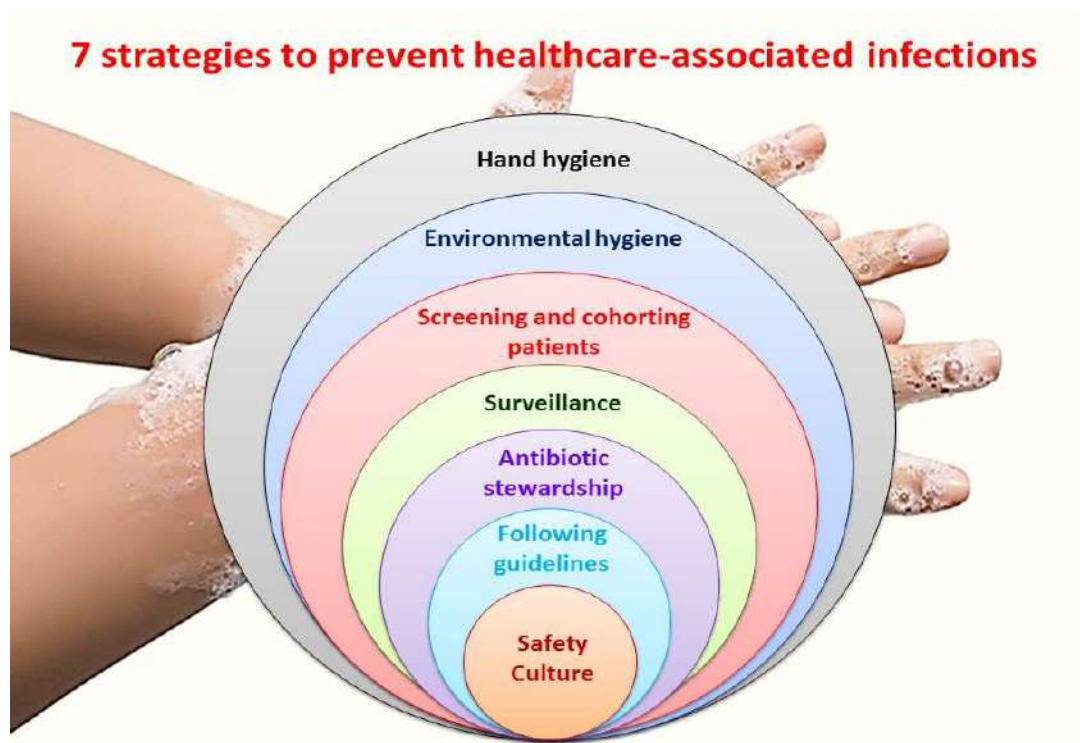 7 strategies to prevent healthcare-associated infections
Hand hygiene
Environmental hygiene
Screening and cohorting
patients
Surveillance
Antibiotic
stewardship
Following
guidelines
Safety
Culture